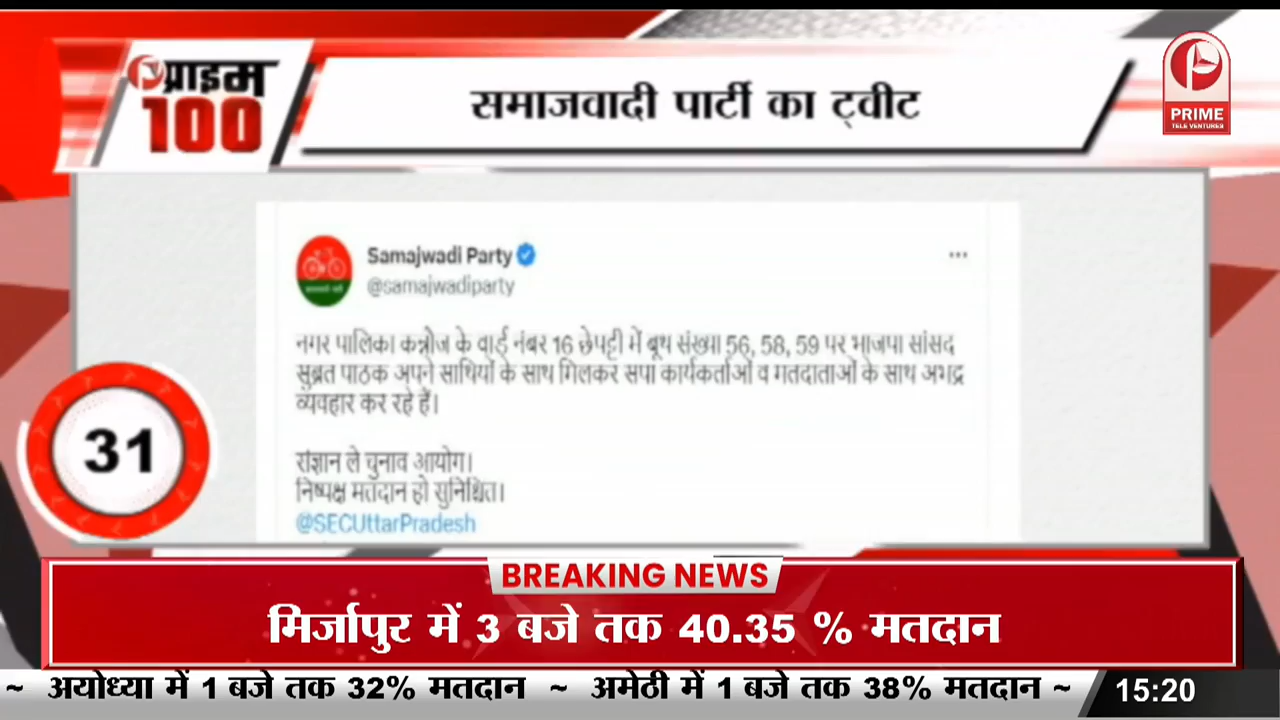 प्राइम
100
समाजवादी पार्टी का ट्वीट
PRIME
TELE VENTURES
Samajwadi Party
@samajwadiparty
नगर पालिका कन्नौज के वार्ड नंबर 16 छेपट्टी में बूथ संख्या 56, 58, 59 पर भाजपा सांसद
सुब्रत पाठक अपने साथियों के साथ मिलकर सपा कार्यकर्ताओं व मतदाताओं के साथ अभद्र
व्यवहार कर रहे हैं।
संज्ञान ले चुनाव आयोग।
निष्पक्ष मतदान हो सुनिश्चित।
@SECUttarPradesh
31
BREAKING NEWS
मिर्जापुर में 3 बजे तक 40.35 % मतदान
~ अयोध्या में 1 बजे तक 32% मतदान ~ अमेठी में 1 बजे तक 38% मतदान ~
15:20